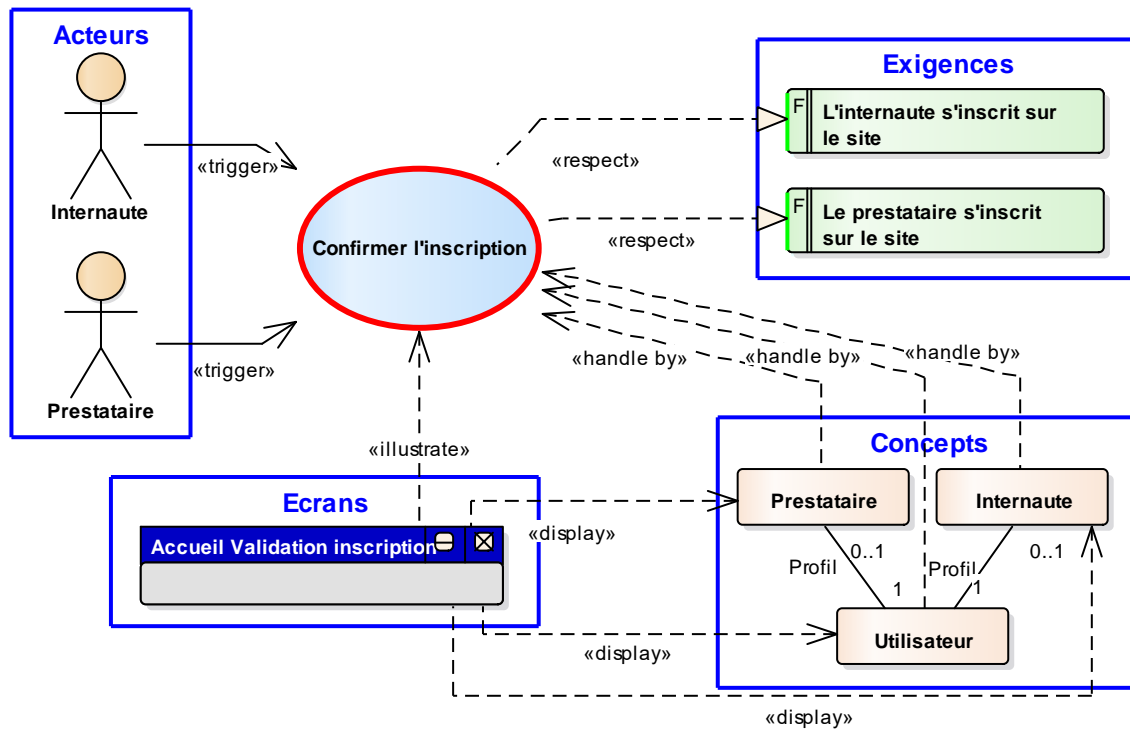 Acteurs
Internaute
Prestataire
«trigger»
«trigger»
Confirmer l'inscription
«respect»
«respect»
Exigences
F
L'internaute s'inscrit sur
le site
F
Le prestataire s'inscrit
sur le site
«handle by»
«handle by»
«handle by»
«illustrate»
Ecrans
Accueil Validation inscription
«display»
«display»
«display»
Concepts
Prestataire
Internaute
0..1
0..1
Profil
Profil
1
1
Utilisateur